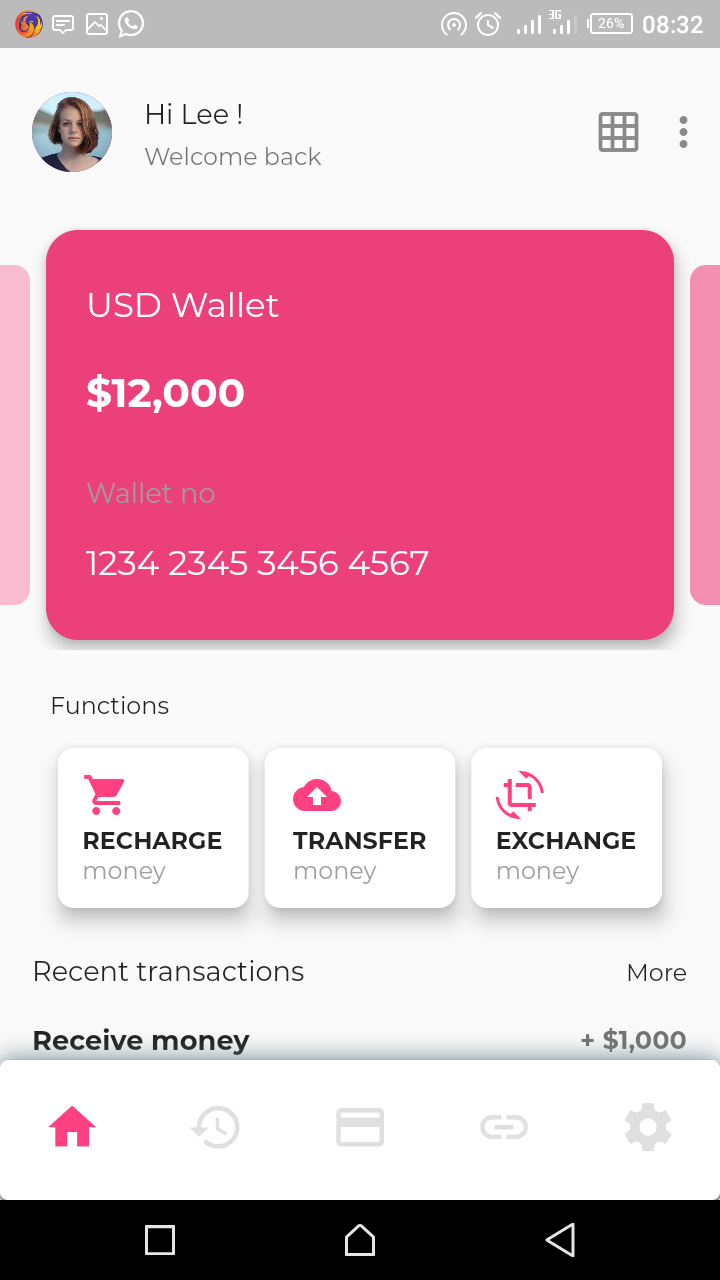 3G 26% 08:32
Hi Lee !
Welcome back
USD Wallet
$12,000
Wallet no
1234 2345 3456 4567
Functions
RECHARGE
money
TRANSFER
money
EXCHANGE
money
Recent transactions More
Receive money + $1,000